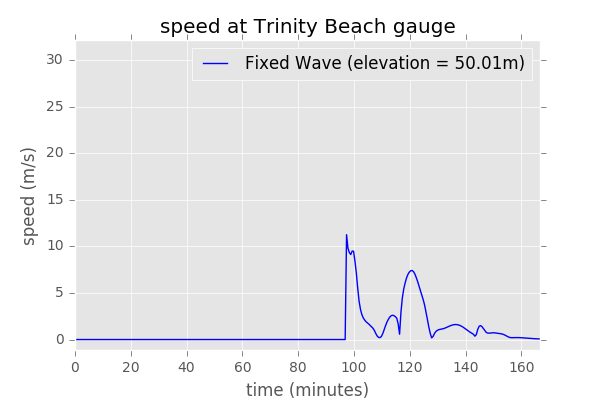 speed at Trinity Beach gauge
Fixed Wave (elevation = 50.01m)
30
25
20
15
10
5
0
speed (m/s)
0 20 40 60 80 100 120 140 160
time (minutes)